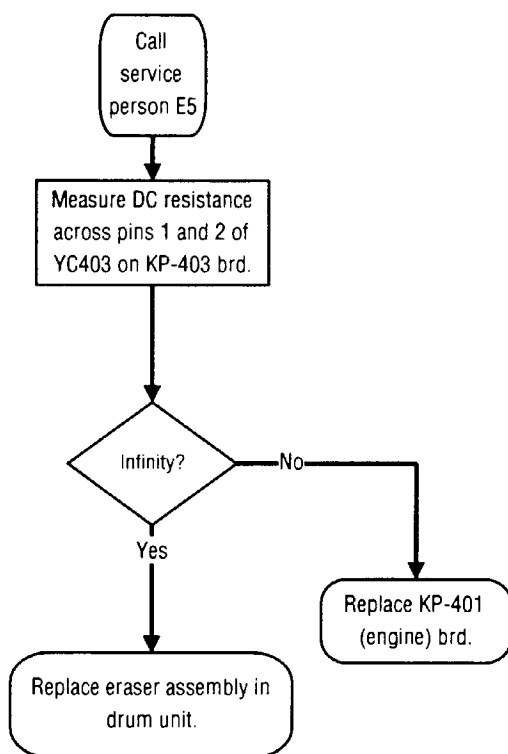 Call
service
person E5
Measure DC resistance
across pins 1 and 2 of
YC403 on KP-403 brd.
Infinity?
No
Yes
Replace KP-401
(engine) brd.
Replace eraser assembly in
drum unit.